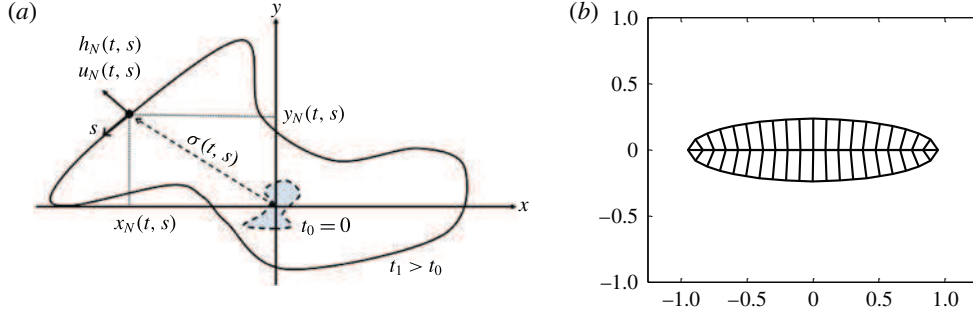 (a)
y
h_N(t, s)
u_N(t, s)
s
y_N(t, s)
σ(t, s)
x_N(t, s)
t_0 = 0
x
t_1 > t_0
(b)
1.0
0.5
0
–0.5
–1.0
–1.0 –0.5 0 0.5 1.0